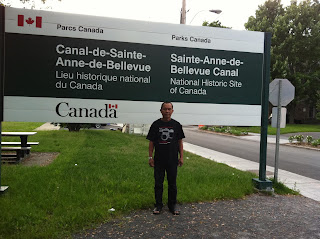 Parcs Canada
Canal-de-Sainte-
Anne-de-Bellevue
Lieu historique national
du Canada
Parks Canada
Sainte-Anne-de-
Bellevue Canal
National Historic Site
of Canada
Canada